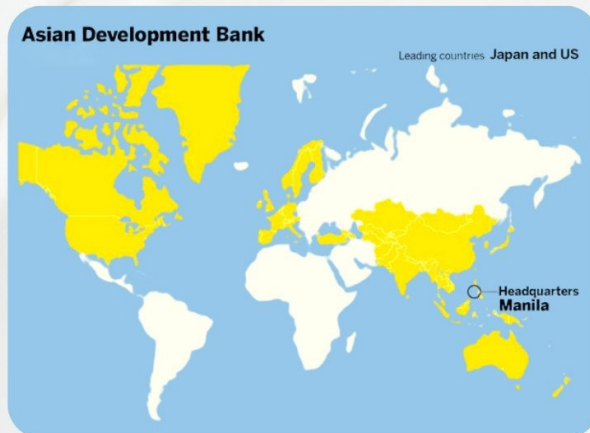 Asian Development Bank
Leading countries Japan and US
Headquarters
Manila